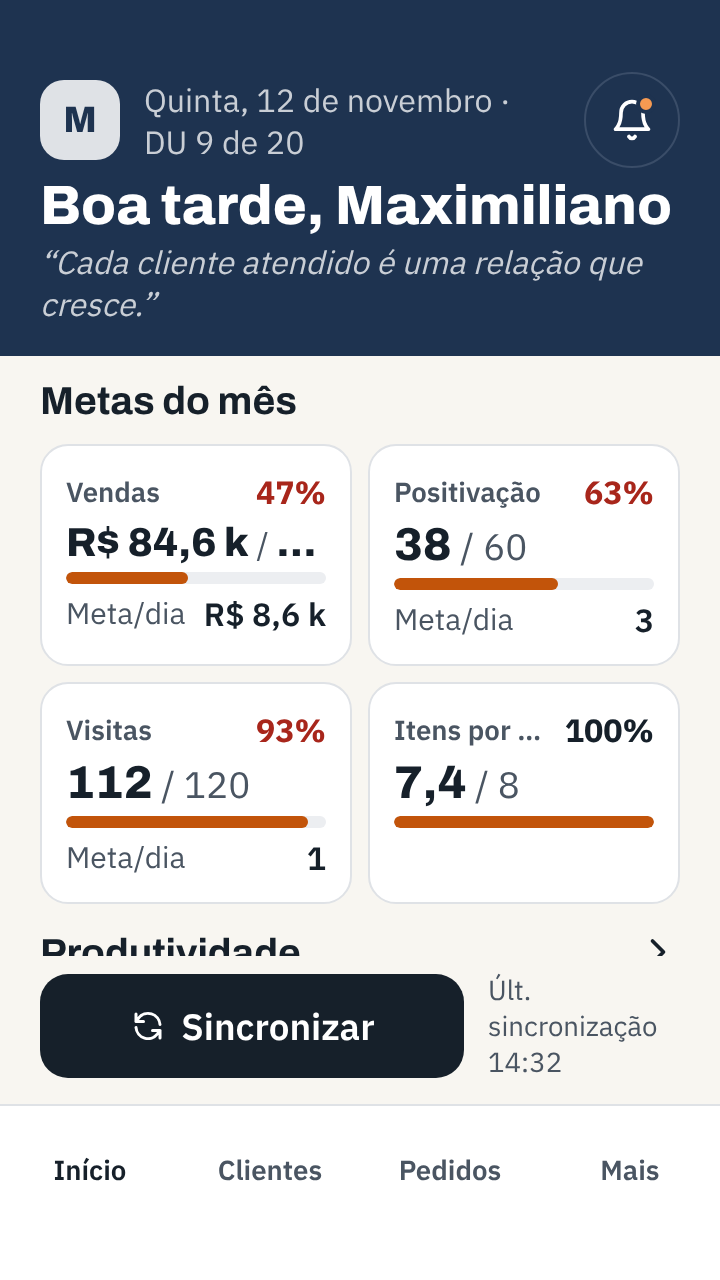 M
Quinta, 12 de novembro ·
DU 9 de 20
Boa tarde, Maximiliano
“Cada cliente atendido é uma relação que
cresce.”
Metas do mês
Vendas 47%
R$ 84,6 k / ...
Meta/dia R$ 8,6 k
Positivação 63%
38 / 60
Meta/dia 3
Visitas 93%
112 / 120
Meta/dia 1
Itens por ... 100%
7,4 / 8
Produtividade
Sincronizar
Últ.
sincronização
14:32
Início Clientes Pedidos Mais